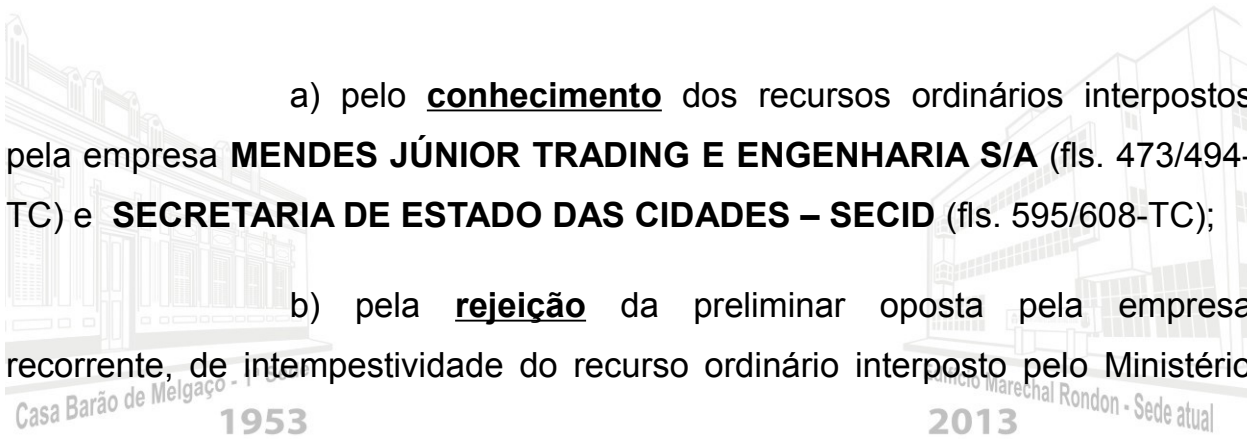 a) pelo conhecimento dos recursos ordinários interpostos
pela empresa MENDES JÚNIOR TRADING E ENGENHARIA S/A (fls. 473/494-
TC) e SECRETARIA DE ESTADO DAS CIDADES – SECID (fls. 595/608-TC);
b) pela rejeição da preliminar oposta pela empresa
recorrente, de intempestividade do recurso ordinário interposto pelo Ministério
Casa Barão de Melgaço - 1ª
Marechal Rondon - Sede atual
1953
2013